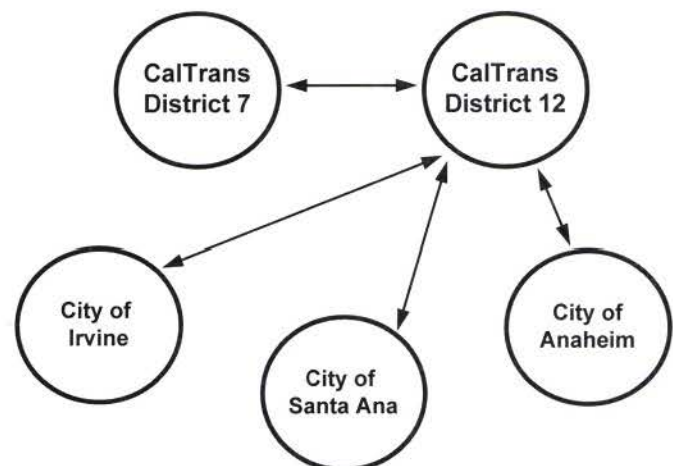 CalTrans
District 7
CalTrans
District 12
City of
Irvine
City of
Santa Ana
City of
Anaheim